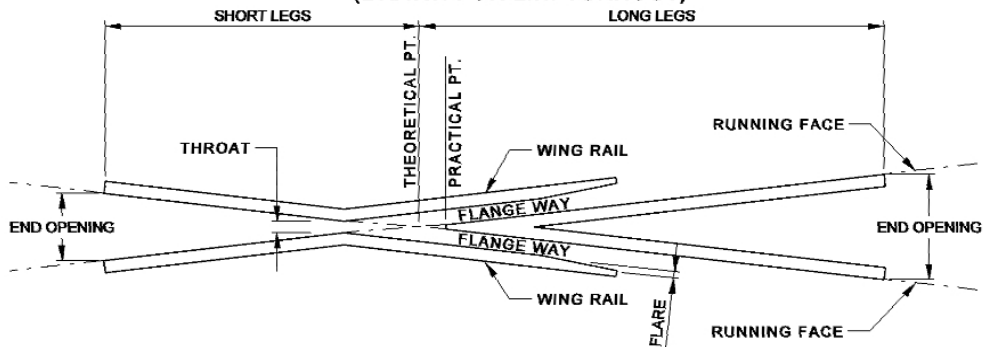 SHORT LEGS
LONG LEGS
THEORETICAL PT.
PRACTICAL PT.
RUNNING FACE
THROAT
WING RAIL
FLANGE WAY
END OPENING
END OPENING
FLANGE WAY
WING RAIL
FLARE
RUNNING FACE